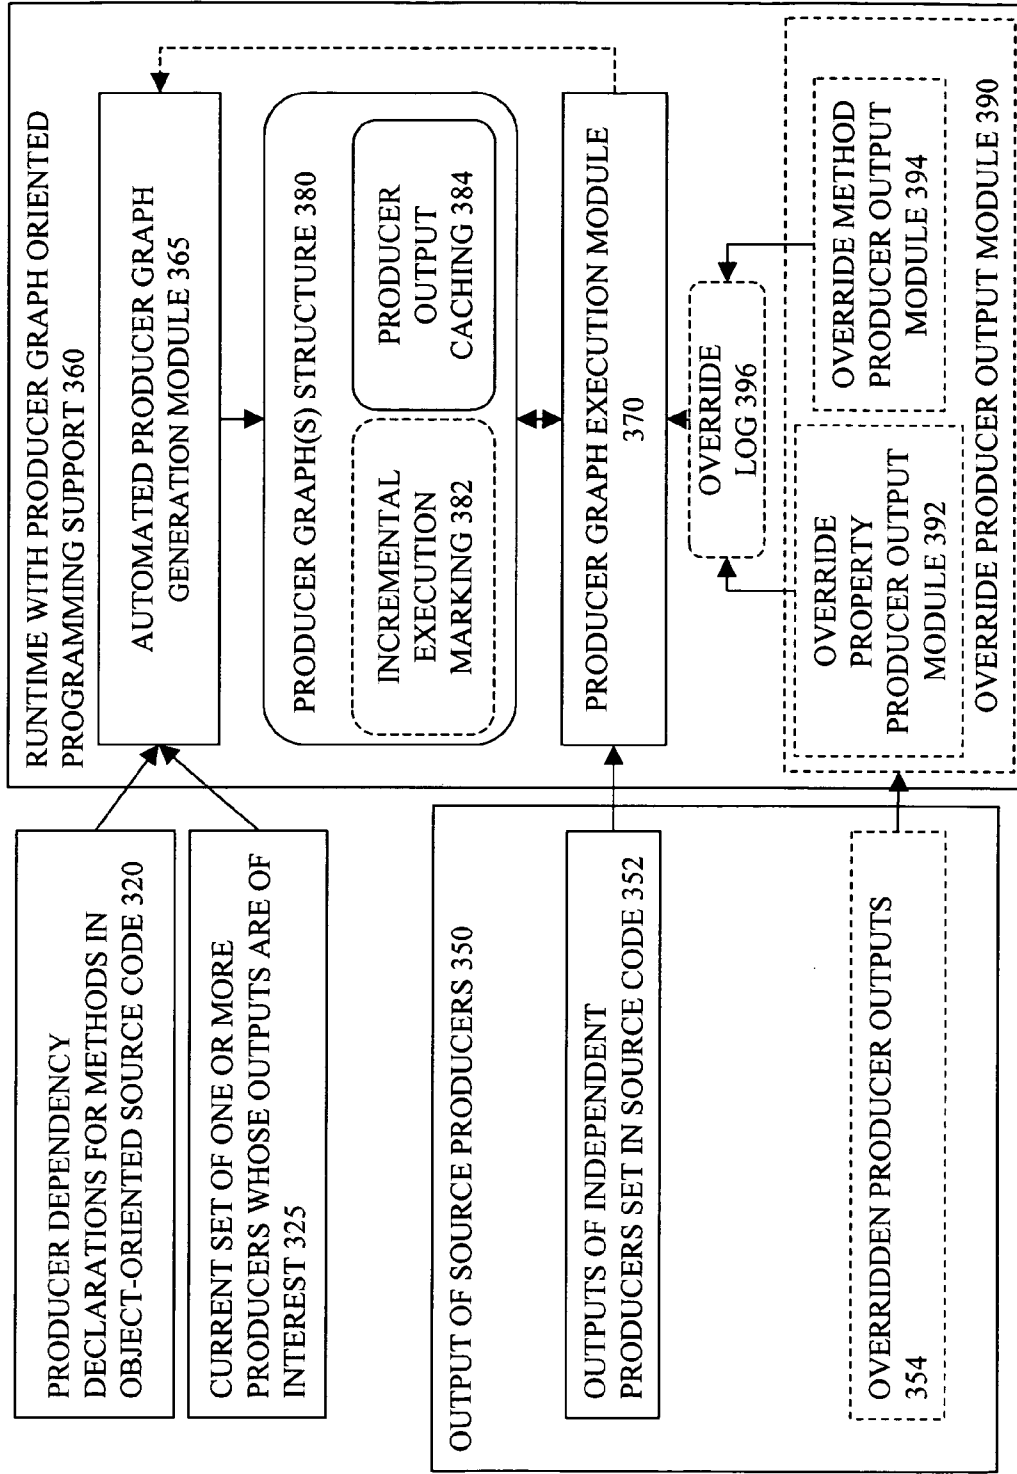 PRODUCER DEPENDENCY
DECLARATIONS FOR METHODS IN
OBJECT-ORIENTED SOURCE CODE 320
CURRENT SET OF ONE OR MORE
PRODUCERS WHOSE OUTPUTS ARE OF
INTEREST 325
OUTPUT OF SOURCE PRODUCERS 350
OUTPUTS OF INDEPENDENT
PRODUCERS SET IN SOURCE CODE 352
OVERRIDDEN PRODUCER OUTPUTS
354
RUNTIME WITH PRODUCER GRAPH ORIENTED
PROGRAMMING SUPPORT 360
AUTOMATED PRODUCER GRAPH
GENERATION MODULE 365
PRODUCER GRAPH(S) STRUCTURE 380
INCREMENTAL
EXECUTION
MARKING 382
PRODUCER
OUTPUT
CACHING 384
PRODUCER GRAPH EXECUTION MODULE
370
OVERRIDE
LOG 396
OVERRIDE
PROPERTY
PRODUCER OUTPUT
MODULE 392
OVERRIDE METHOD
PRODUCER OUTPUT
MODULE 394
OVERRIDE PRODUCER OUTPUT MODULE 390